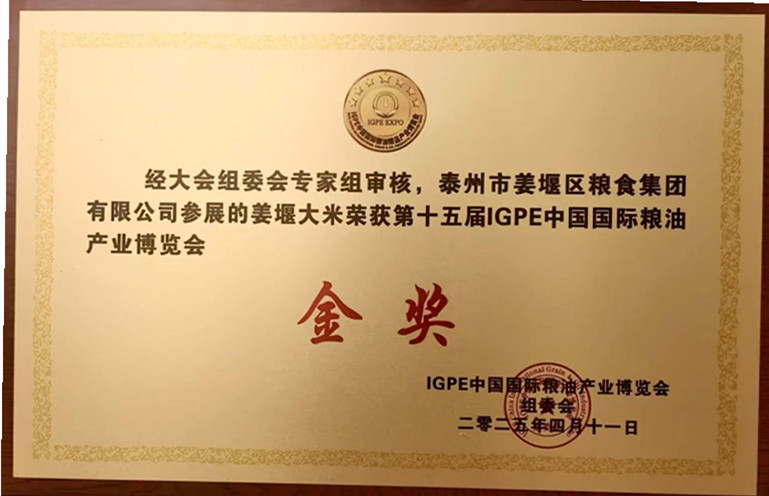 IGPE EXPO
经大会组委会专家组审核，泰州市姜堰区粮食集团
有限公司参展的姜堰大米荣获第十五届IGPE中国国际粮油
产业博览会
金奖
IGPE中国国际粮油产业博览会
组委会
二零二五年四月十一日